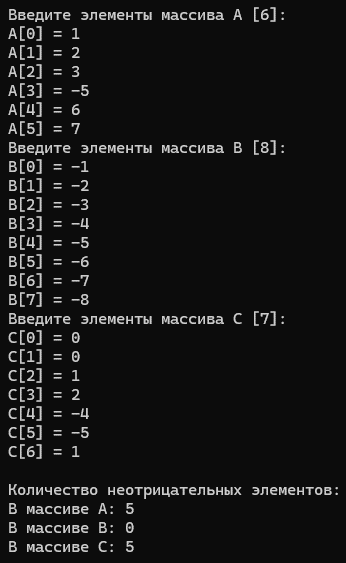 Введите элементы массива A [6]:
A[0] = 1
A[1] = 2
A[2] = 3
A[3] = -5
A[4] = 6
A[5] = 7
Введите элементы массива B [8]:
B[0] = -1
B[1] = -2
B[2] = -3
B[3] = -4
B[4] = -5
B[5] = -6
B[6] = -7
B[7] = -8
Введите элементы массива C [7]:
C[0] = 0
C[1] = 0
C[2] = 1
C[3] = 2
C[4] = -4
C[5] = -5
C[6] = 1
Количество неотрицательных элементов:
В массиве A: 5
В массиве B: 0
В массиве C: 5